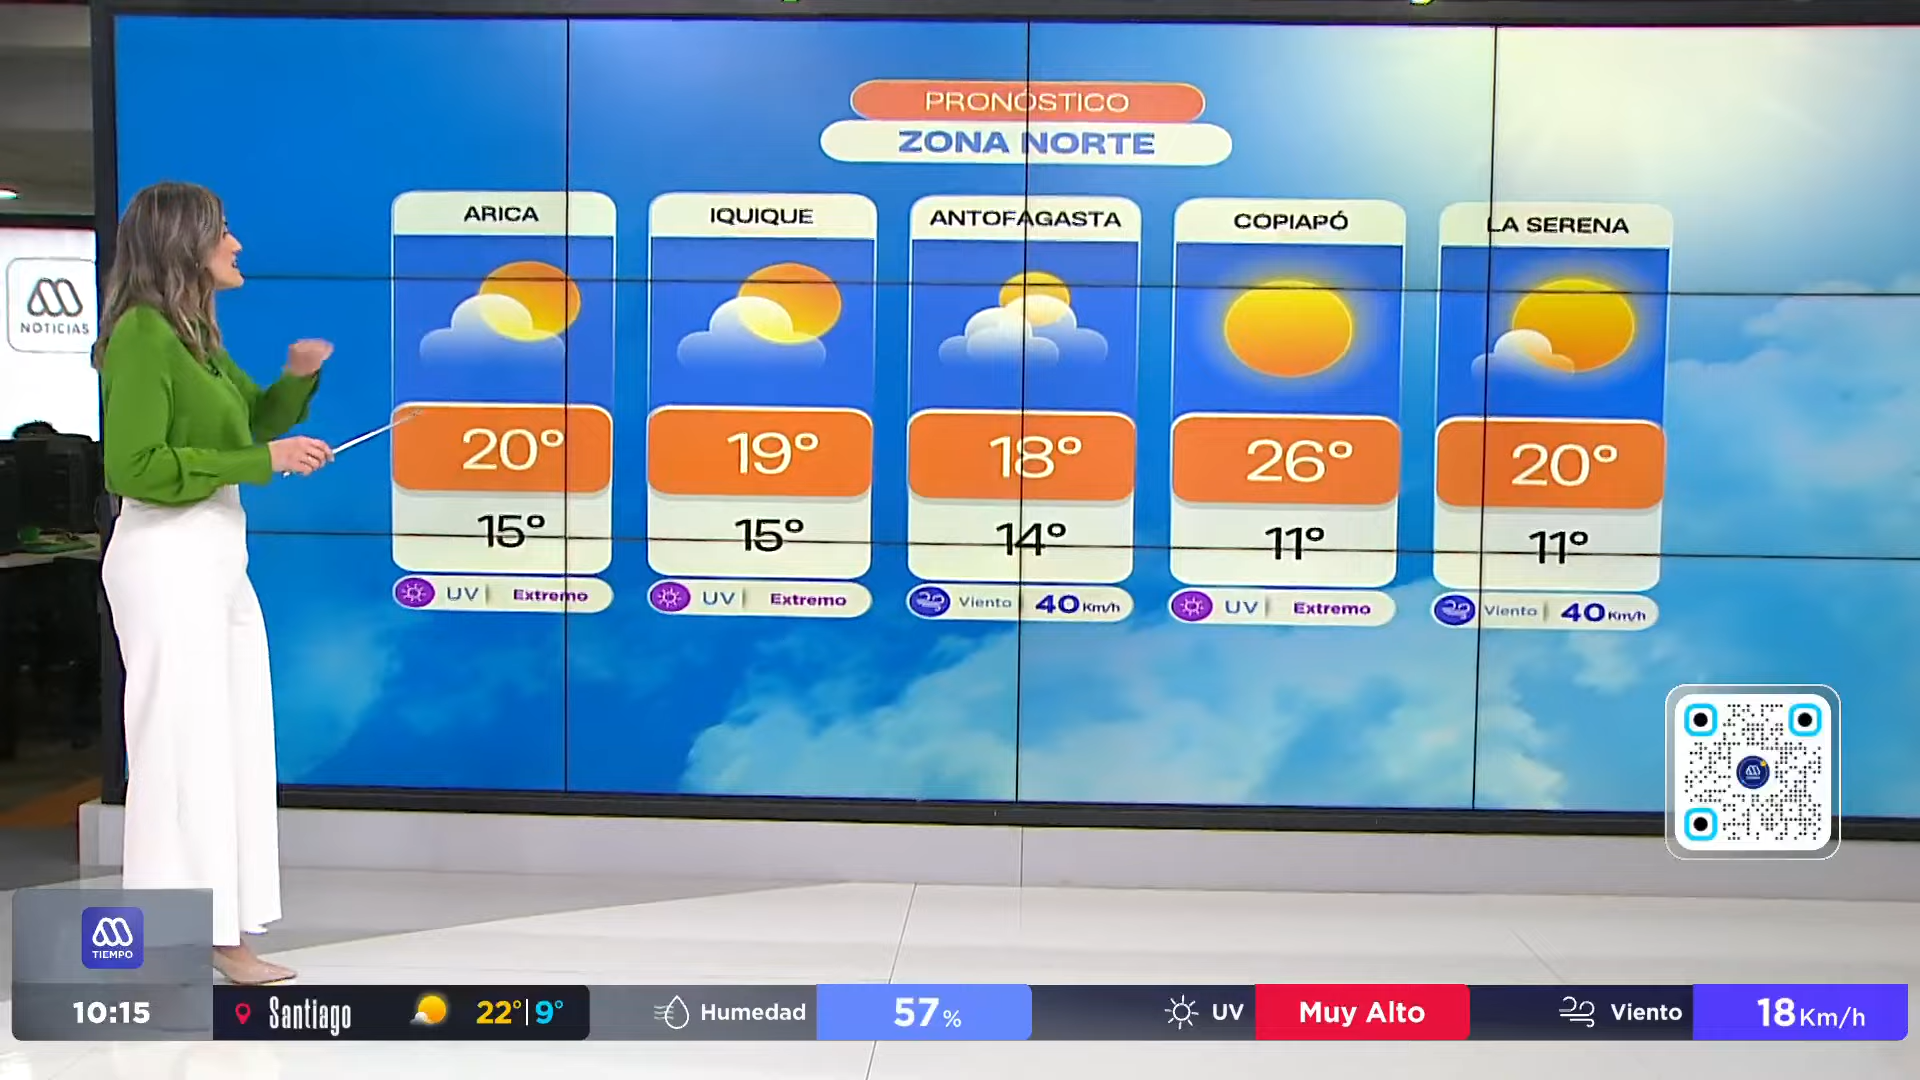 PRONÓSTICO
ZONA NORTE
ARICA
20°
15°
UV | Extremo
IQUIQUE
19°
15°
UV | Extremo
ANTOFAGASTA
18°
14°
Viento | 40 Km/h
COPIAPÓ
26°
11°
UV | Extremo
LA SERENA
20°
11°
Viento | 40 Km/h
NOTICIAS
TIEMPO
10:15
Santiago
22° | 9°
Humedad
57 %
UV
Muy Alto
Viento
18 Km/h